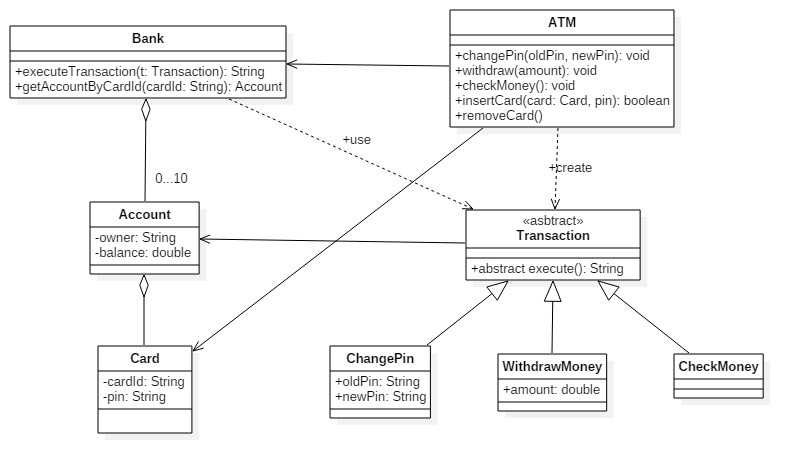 Bank
+executeTransaction(t: Transaction): String
+getAccountByCardId(cardId: String): Account
ATM
+changePin(oldPin, newPin): void
+withdraw(amount): void
+checkMoney(): void
+insertCard(card: Card, pin): boolean
+removeCard()
+use
+create
0...10
Account
-owner: String
-balance: double
«asbtract»
Transaction
+abstract execute(): String
Card
-cardId: String
-pin: String
ChangePin
+oldPin: String
+newPin: String
WithdrawMoney
+amount: double
CheckMoney